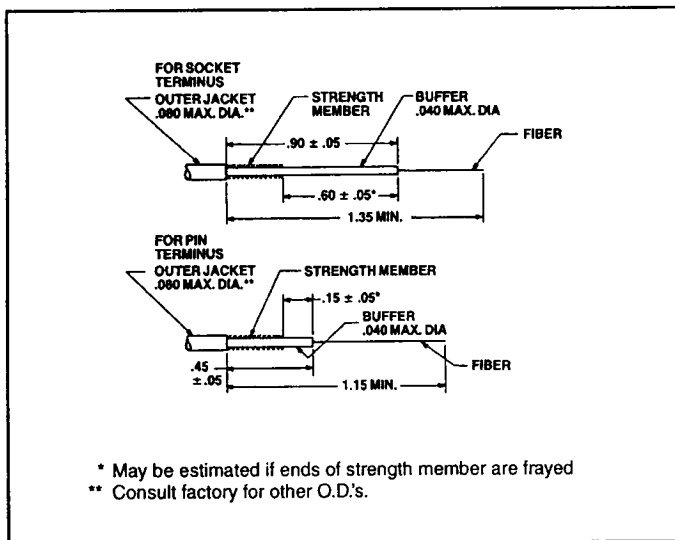 FOR SOCKET
TERMINUS
OUTER JACKET
.080 MAX. DIA.**
STRENGTH
MEMBER
BUFFER
.040 MAX. DIA
FIBER
.90 ± .05
.60 ± .05*
1.35 MIN.
FOR PIN
TERMINUS
OUTER JACKET
.080 MAX. DIA.**
STRENGTH MEMBER
.15 ± .05*
BUFFER
.040 MAX. DIA
FIBER
.45
± .05
1.15 MIN.
* May be estimated if ends of strength member are frayed
** Consult factory for other O.D.'s.